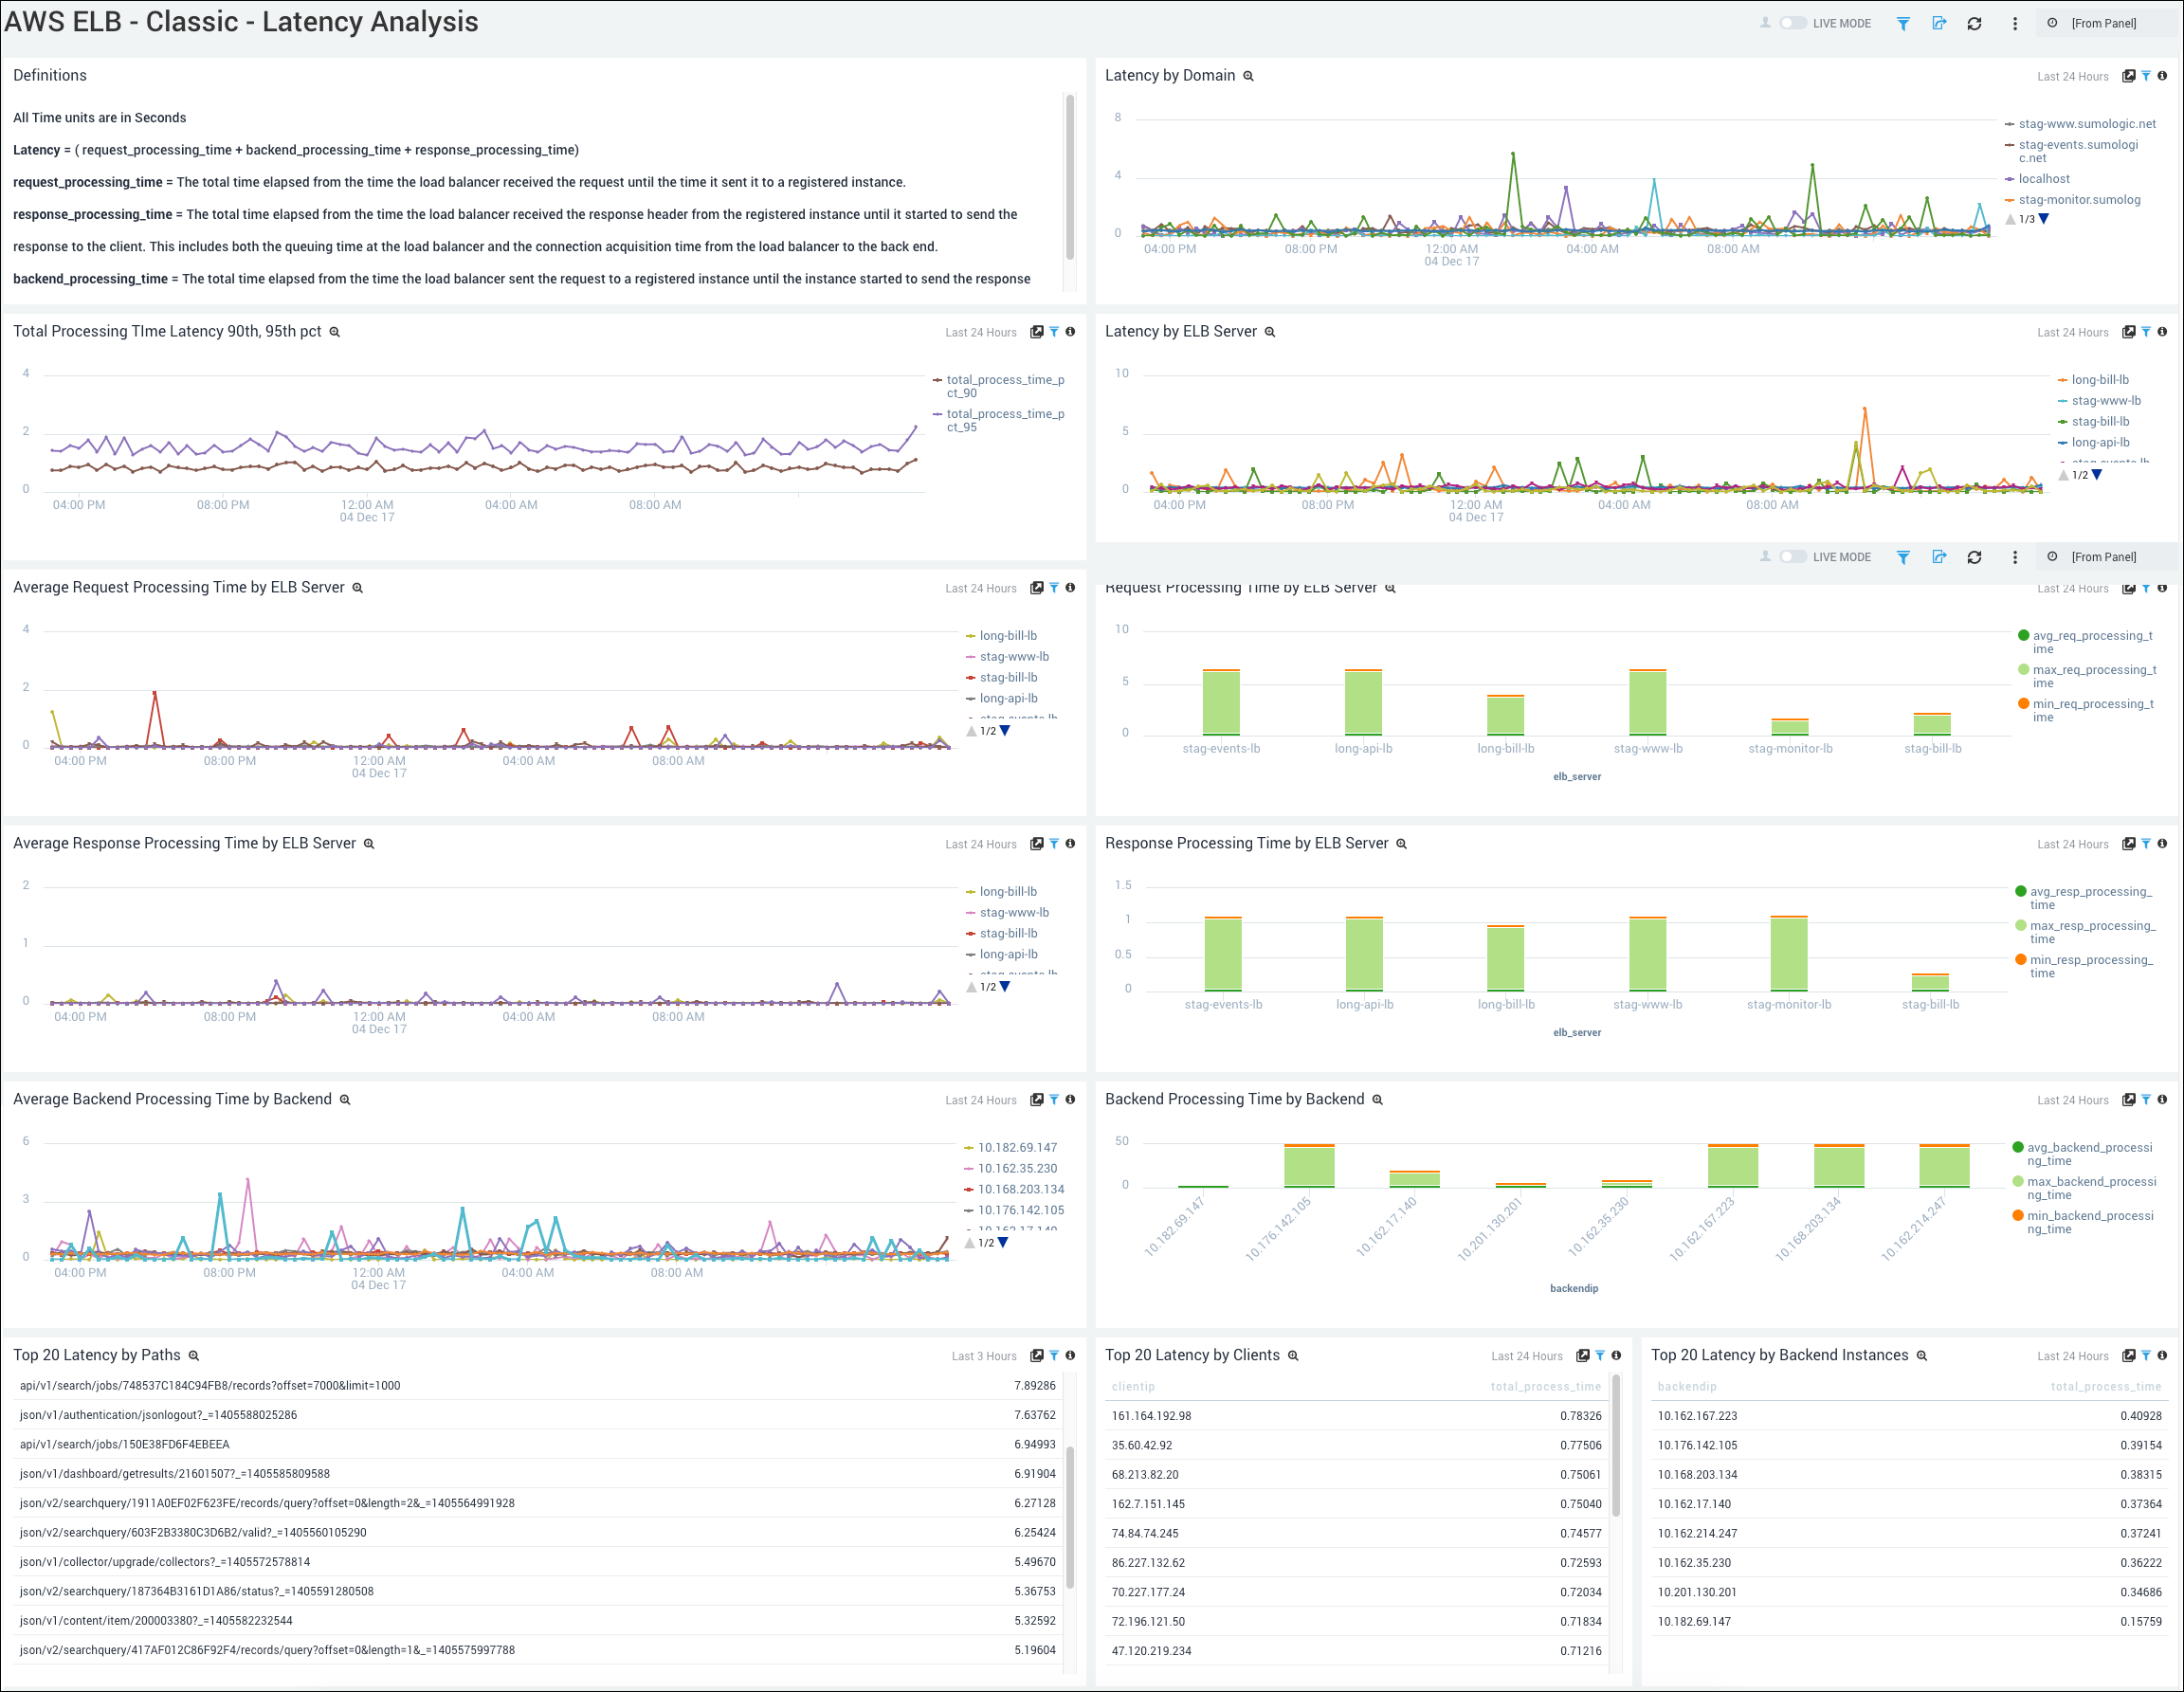 AWS ELB - Classic - Latency Analysis
LIVE MODE
[From Panel]
Definitions
All Time units are in Seconds
Latency = ( request_processing_time + backend_processing_time + response_processing_time)
request_processing_time = The total time elapsed from the time the load balancer received the request until the time it sent it to a registered instance.
response_processing_time = The total time elapsed from the time the load balancer received the response header from the registered instance until it started to send the
response to the client. This includes both the queuing time at the load balancer and the connection acquisition time from the load balancer to the back end.
backend_processing_time = The total time elapsed from the time the load balancer sent the request to a registered instance until the instance started to send the response
Latency by Domain
Last 24 Hours
8
4
0
04:00 PM
08:00 PM
12:00 AM
04 Dec 17
04:00 AM
08:00 AM
stag-www.sumologic.net
stag-events.sumologi
c.net
localhost
stag-monitor.sumolog
1/3
Total Processing TIme Latency 90th, 95th pct
Last 24 Hours
4
2
0
04:00 PM
08:00 PM
12:00 AM
04 Dec 17
04:00 AM
08:00 AM
total_process_time_p
ct_90
total_process_time_p
ct_95
Latency by ELB Server
Last 24 Hours
10
5
0
04:00 PM
08:00 PM
12:00 AM
04 Dec 17
04:00 AM
08:00 AM
long-bill-lb
stag-www-lb
stag-bill-lb
long-api-lb
1/2
LIVE MODE
[From Panel]
Average Request Processing Time by ELB Server
Last 24 Hours
4
2
0
04:00 PM
08:00 PM
12:00 AM
04 Dec 17
04:00 AM
08:00 AM
long-bill-lb
stag-www-lb
stag-bill-lb
long-api-lb
stag-events-lb
1/2
Request Processing Time by ELB Server
Last 24 Hours
10
5
0
stag-events-lb
long-api-lb
long-bill-lb
stag-www-lb
stag-monitor-lb
stag-bill-lb
elb_server
avg_req_processing_t
ime
max_req_processing_t
ime
min_req_processing_t
ime
Average Response Processing Time by ELB Server
Last 24 Hours
2
1
0
04:00 PM
08:00 PM
12:00 AM
04 Dec 17
04:00 AM
08:00 AM
long-bill-lb
stag-www-lb
stag-bill-lb
long-api-lb
stag-events-lb
1/2
Response Processing Time by ELB Server
Last 24 Hours
1.5
1
0.5
0
stag-events-lb
long-api-lb
long-bill-lb
stag-www-lb
stag-monitor-lb
stag-bill-lb
elb_server
avg_resp_processing_
time
max_resp_processing_
time
min_resp_processing_
time
Average Backend Processing Time by Backend
Last 24 Hours
6
3
0
04:00 PM
08:00 PM
12:00 AM
04 Dec 17
04:00 AM
08:00 AM
10.182.69.147
10.162.35.230
10.168.203.134
10.176.142.105
10.162.17.140
1/2
Backend Processing Time by Backend
Last 24 Hours
50
0
10.182.69.147
10.176.142.105
10.162.17.140
10.201.130.201
10.162.35.230
10.162.167.223
10.168.203.134
10.162.214.247
backendip
avg_backend_processi
ng_time
max_backend_processi
ng_time
min_backend_processi
ng_time
Top 20 Latency by Paths
Last 3 Hours
api/v1/search/jobs/748537C184C94FB8/records?offset=7000&limit=1000 7.89286
json/v1/authentication/jsonlogout?_=1405588025286 7.63762
api/v1/search/jobs/150E38FD6F4EBEEA 6.94993
json/v1/dashboard/getresults/21601507?_=1405585809588 6.91904
json/v2/searchquery/1911A0EF02F623FE/records/query?offset=0&length=2&_=1405564991928 6.27128
json/v2/searchquery/603F2B3380C3D6B2/valid?_=1405560105290 6.25424
json/v1/collector/upgrade/collectors?_=1405572578814 5.49670
json/v2/searchquery/187364B3161D1A86/status?_=1405591280508 5.36753
json/v1/content/item/200003380?_=1405582232544 5.32592
json/v2/searchquery/417AF012C86F92F4/records/query?offset=0&length=1&_=1405575997788 5.19604
Top 20 Latency by Clients
Last 24 Hours
clientip total_process_time
161.164.192.98 0.78326
35.60.42.92 0.77506
68.213.82.20 0.75061
162.7.151.145 0.75040
74.84.74.245 0.74577
86.227.132.62 0.72593
70.227.177.24 0.72034
72.196.121.50 0.71834
47.120.219.234 0.71216
Top 20 Latency by Backend Instances
Last 24 Hours
backendip total_process_time
10.162.167.223 0.40928
10.176.142.105 0.39154
10.168.203.134 0.38315
10.162.17.140 0.37364
10.162.214.247 0.37241
10.162.35.230 0.36222
10.201.130.201 0.34686
10.182.69.147 0.15759